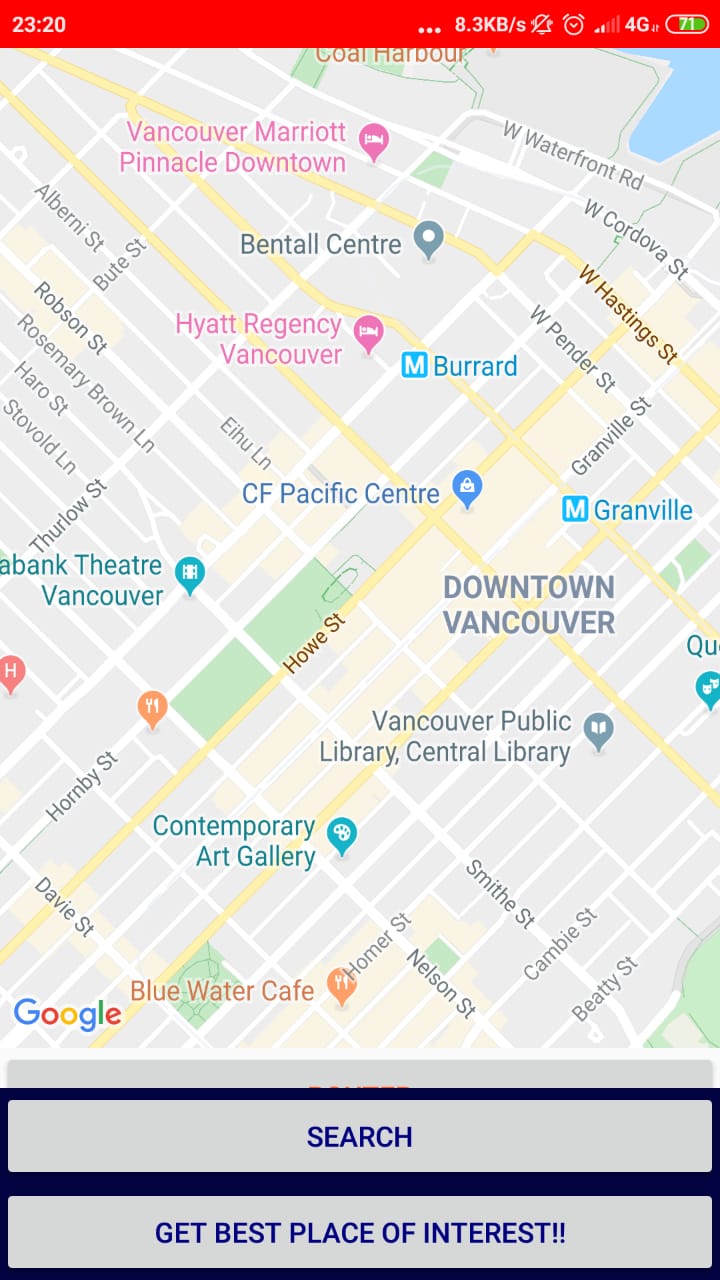 23:20
... 8.3KB/s 4G 71
Coal Harbour
Vancouver Marriott
Pinnacle Downtown
W Waterfront Rd
Alberni St
Bute St
W Cordova St
Bentall Centre
W Hastings St
Robson St
Hyatt Regency
Vancouver
W Pender St
Rosemary Brown Ln
M Burrard
Haro St
Stovold Ln
Eihu Ln
Granville St
CF Pacific Centre
Thurlow St
M Granville
abank Theatre
Vancouver
DOWNTOWN
VANCOUVER
Howe St
Qu
H
Vancouver Public
Library, Central Library
Hornby St
Contemporary
Art Gallery
Davie St
Smithe St
Homer St
Cambie St
Nelson St
Beatty St
Blue Water Cafe
Google
SEARCH
GET BEST PLACE OF INTEREST!!